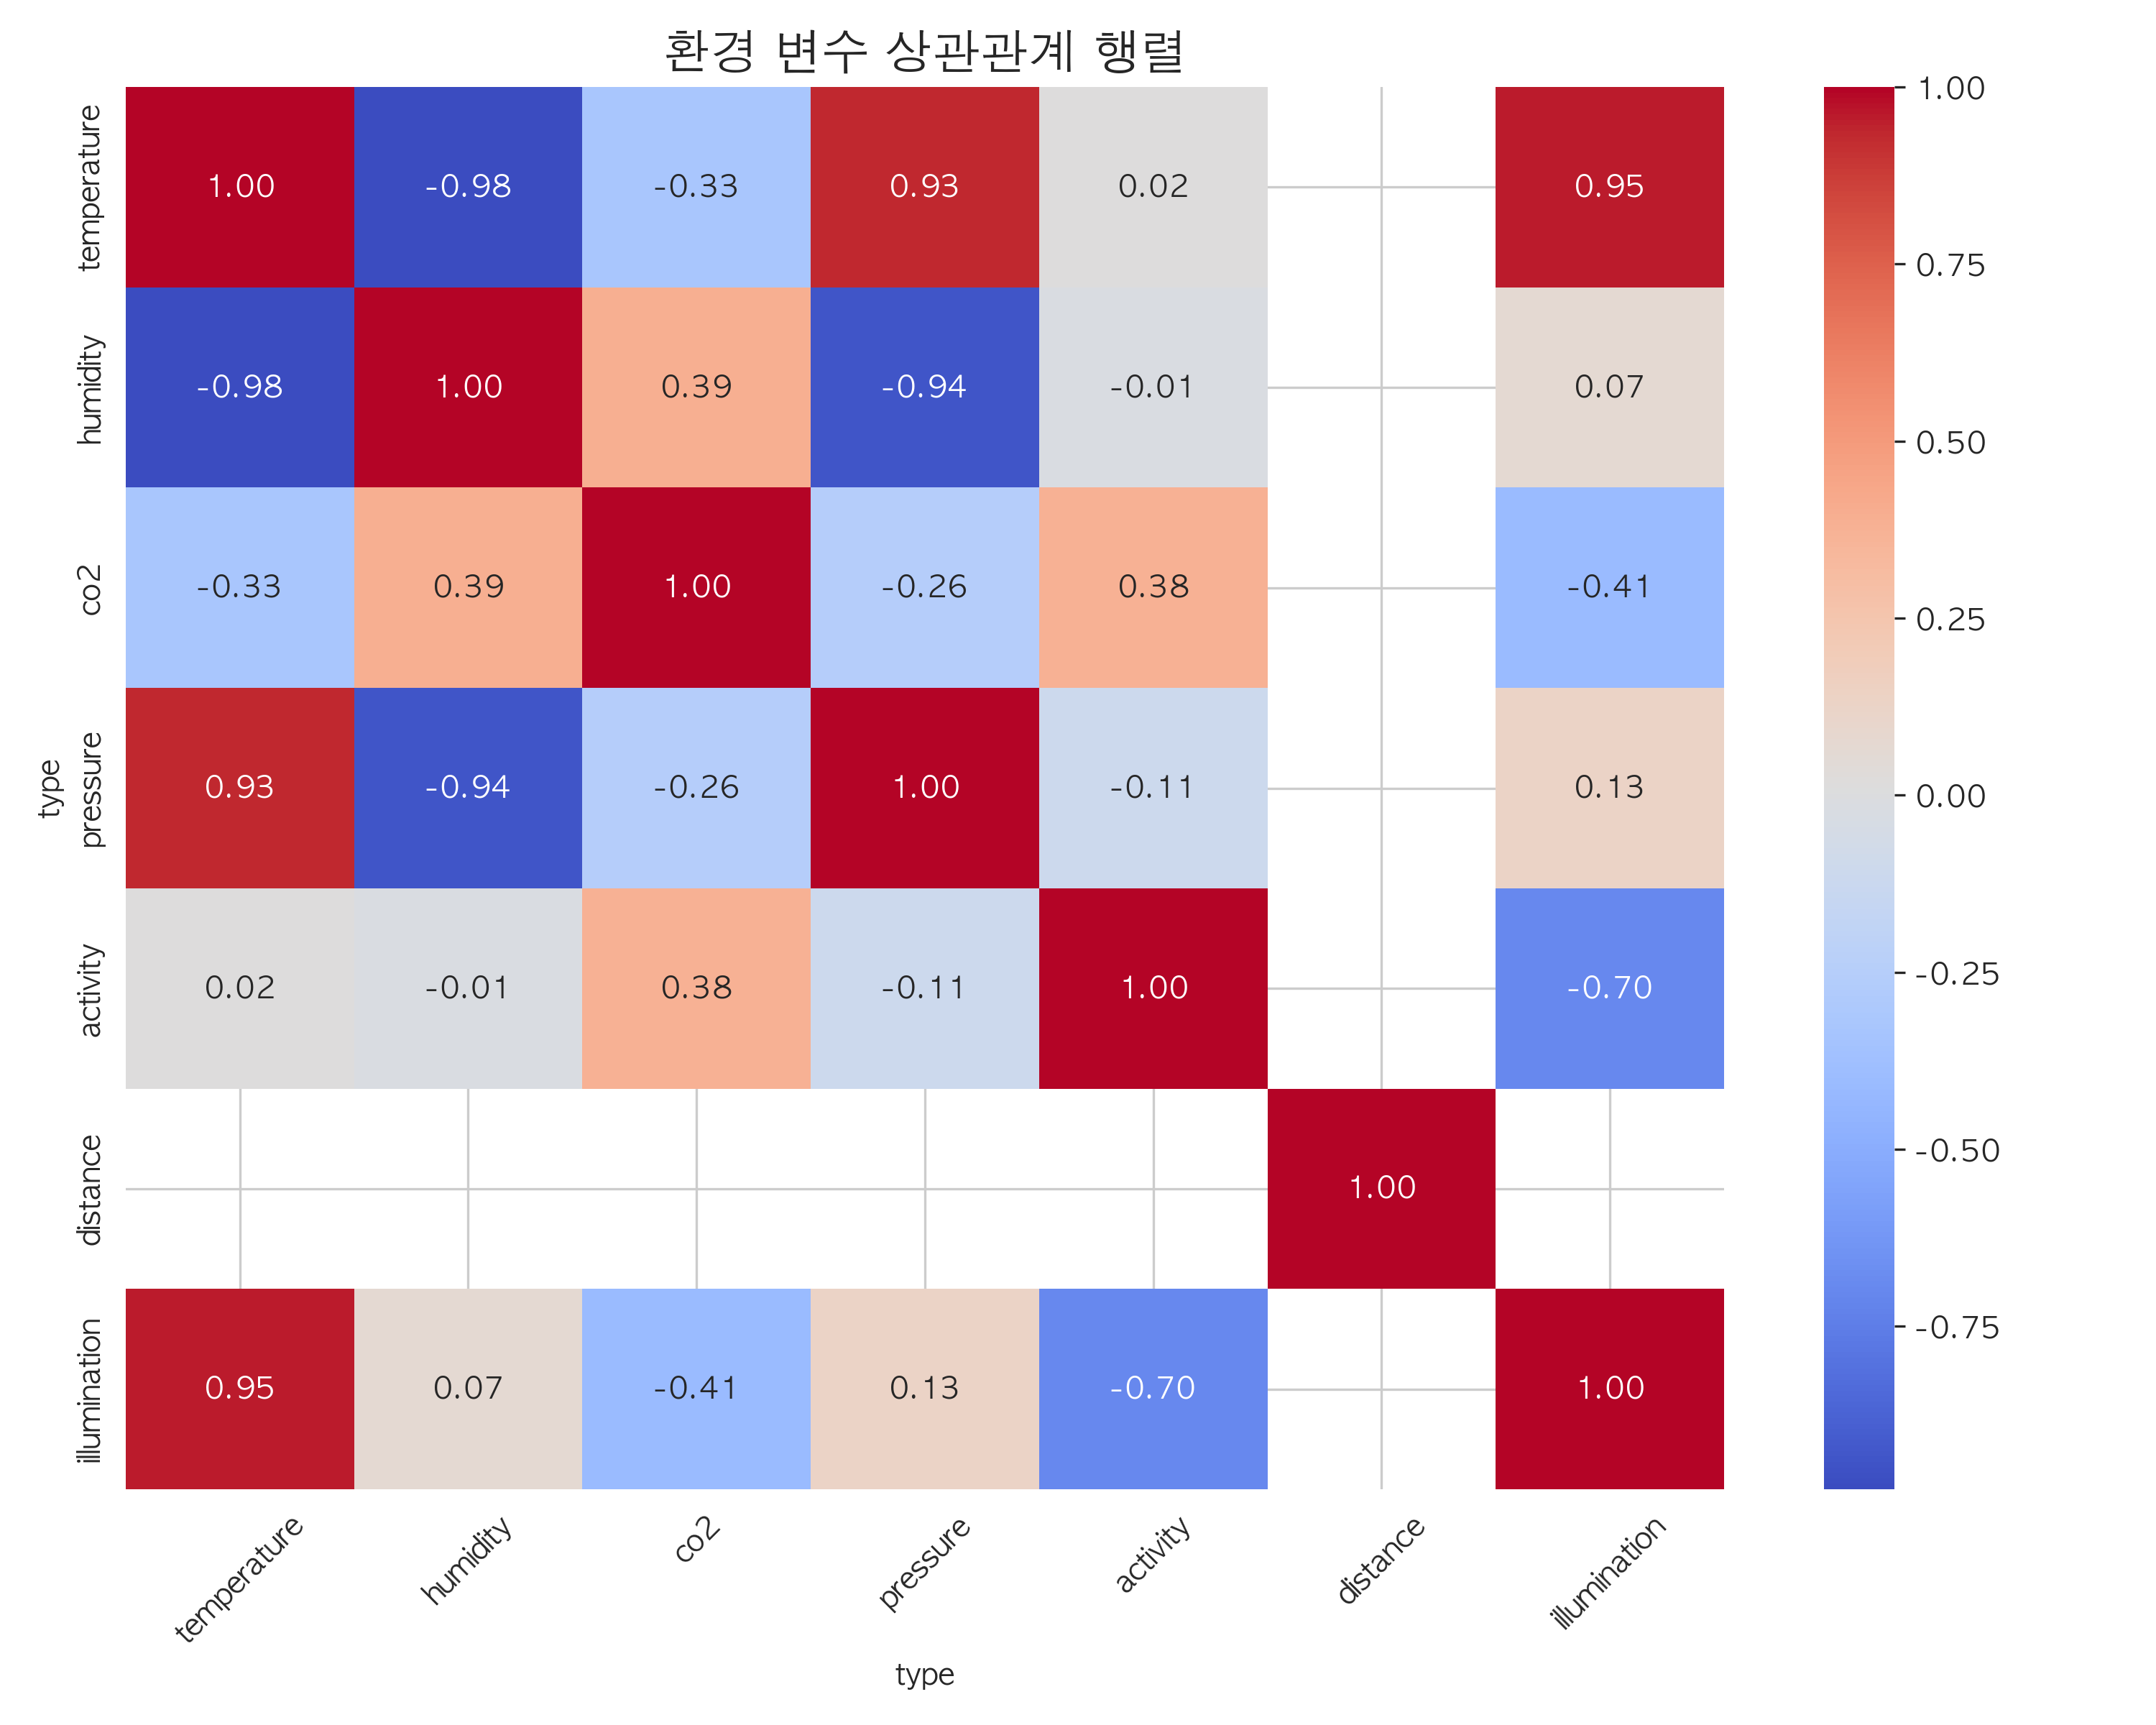 환경 변수 상관관계 행렬
temperature 1.00 -0.98 -0.33 0.93 0.02 0.95
humidity -0.98 1.00 0.39 -0.94 -0.01 0.07
co2 -0.33 0.39 1.00 -0.26 0.38 -0.41
pressure 0.93 -0.94 -0.26 1.00 -0.11 0.13
activity 0.02 -0.01 0.38 -0.11 1.00 -0.70
distance 1.00
illumination 0.95 0.07 -0.41 0.13 -0.70 1.00
type
temperature humidity co2 pressure activity distance illumination
type
1.00
0.75
0.50
0.25
0.00
-0.25
-0.50
-0.75